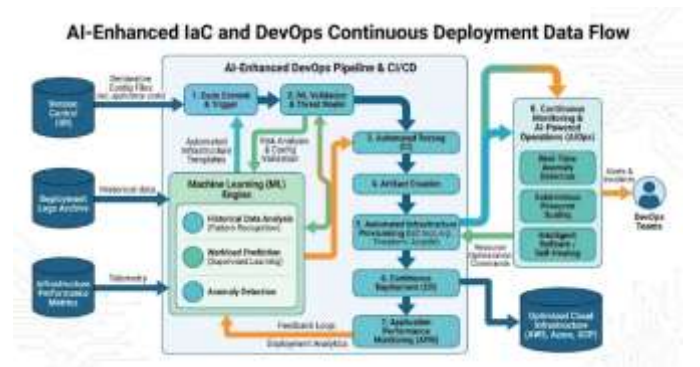 AI-Enhanced IaC and DevOps Continuous Deployment Data Flow
AI-Enhanced DevOps Pipeline & CI/CD
Declarative
Config Files
Version
Control
1. Code Commit
& Trigger
2. ML Validation
& Threat Model
Automated
Infrastructure
Templates
Risk Analysis
& Config
Validation
3. Automated Testing
(CI)
8. Continuous
Monitoring &
AI-Powered
Operations (AIOps)
Real-Time
Anomaly
Detection
Autonomous
Resource
Scaling
Intelligent
Rollback /
Self-Healing
Alerts &
Incidents
DevOps
Teams
Historical data
Deployment
Logs Archive
Machine Learning (ML)
Engine
Historical Data Analysis
(Pattern Recognition)
Workload Prediction
(Supervised Learning)
Anomaly Detection
Artifact Creation
5. Automated Infrastructure
Provisioning
Resource
Optimization
Commands
Telemetry
Infrastructure
Performance
Metrics
6. Continuous
Deployment (CD)
7. Application
Performance
Monitoring (APM)
Feedback Loop
Deployment Analytics
Optimized Cloud
Infrastructure
(AWS, Azure, GCP)